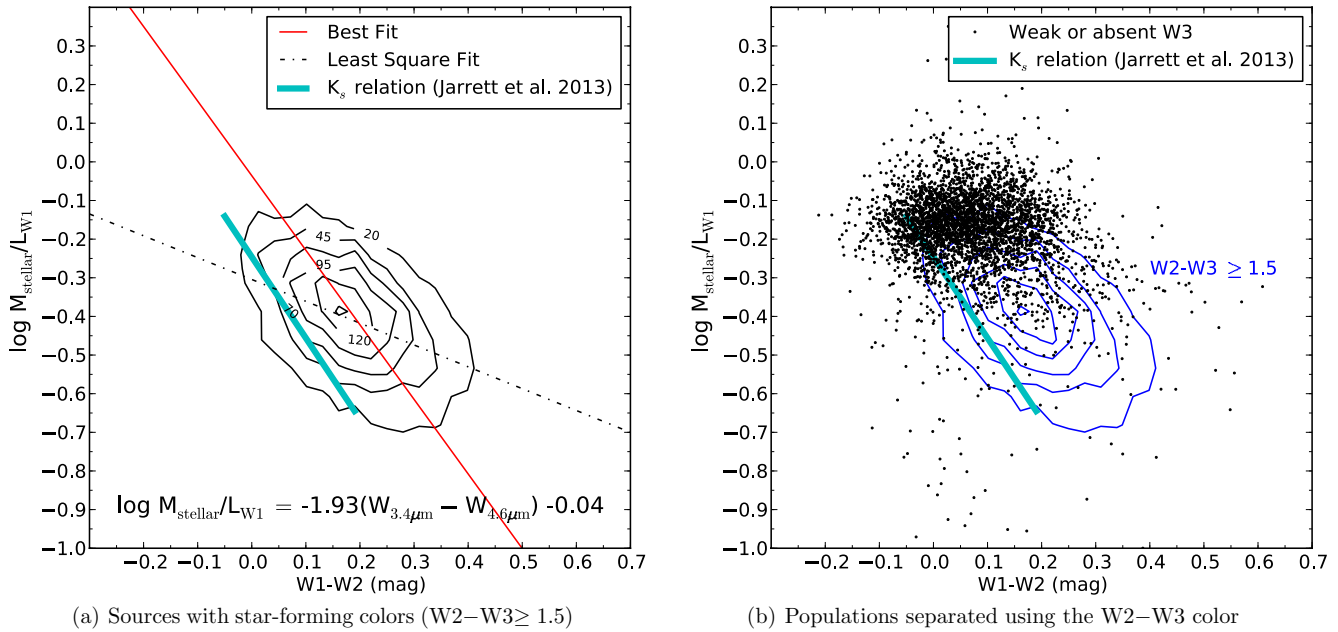 Best Fit
Least Square Fit
Kₛ relation (Jarrett et al. 2013)
0.3
0.2
0.1
0.0
−0.1
−0.2
−0.3
−0.4
−0.5
−0.6
−0.7
−0.8
−0.9
−1.0
log M_stellar/L_W1
20
45
95
70
120
log M_stellar/L_W1 = -1.93(W_3.4μm − W_4.6μm) -0.04
−0.2 −0.1 0.0 0.1 0.2 0.3 0.4 0.5 0.6 0.7
W1-W2 (mag)
(a) Sources with star-forming colors (W2−W3≥ 1.5)
Weak or absent W3
Kₛ relation (Jarrett et al. 2013)
0.3
0.2
0.1
0.0
−0.1
−0.2
−0.3
−0.4
−0.5
−0.6
−0.7
−0.8
−0.9
−1.0
log M_stellar/L_W1
W2-W3 ≥ 1.5
−0.2 −0.1 0.0 0.1 0.2 0.3 0.4 0.5 0.6 0.7
W1-W2 (mag)
(b) Populations separated using the W2−W3 color